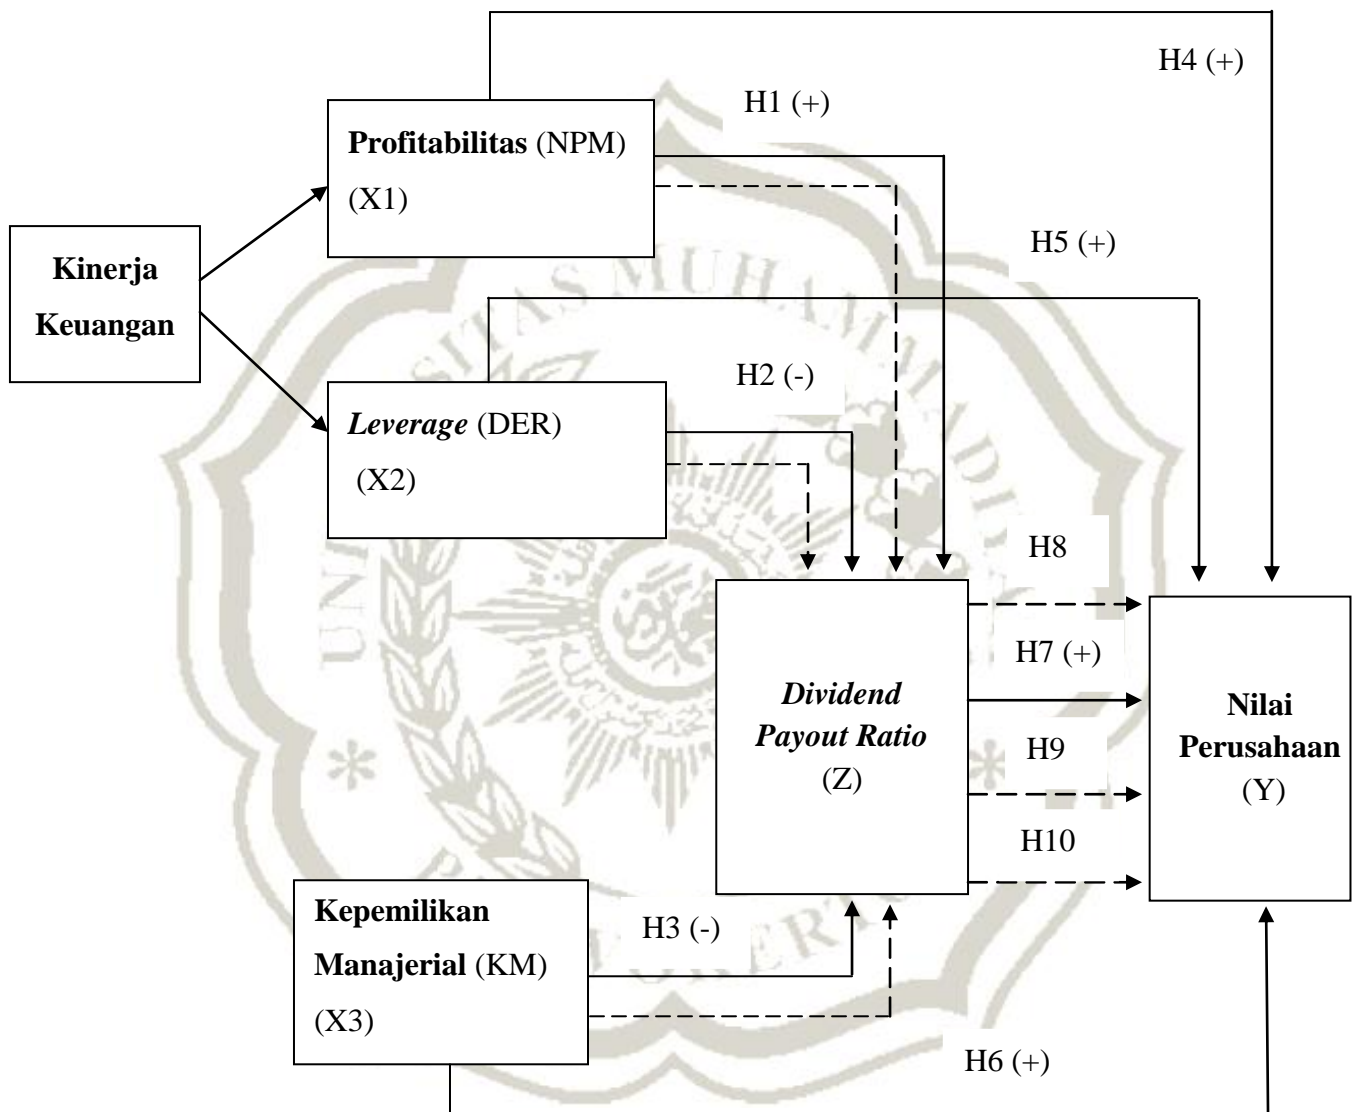 H4 (+)
H1 (+)
Profitabilitas (NPM)
(X1)
H5 (+)
Kinerja
Keuangan
H2 (-)
Leverage (DER)
(X2)
H8
H7 (+)
Dividend
Payout Ratio
(Z)
Nilai
Perusahaan
(Y)
H9
H10
Kepemilikan
Manajerial (KM)
(X3)
H3 (-)
H6 (+)